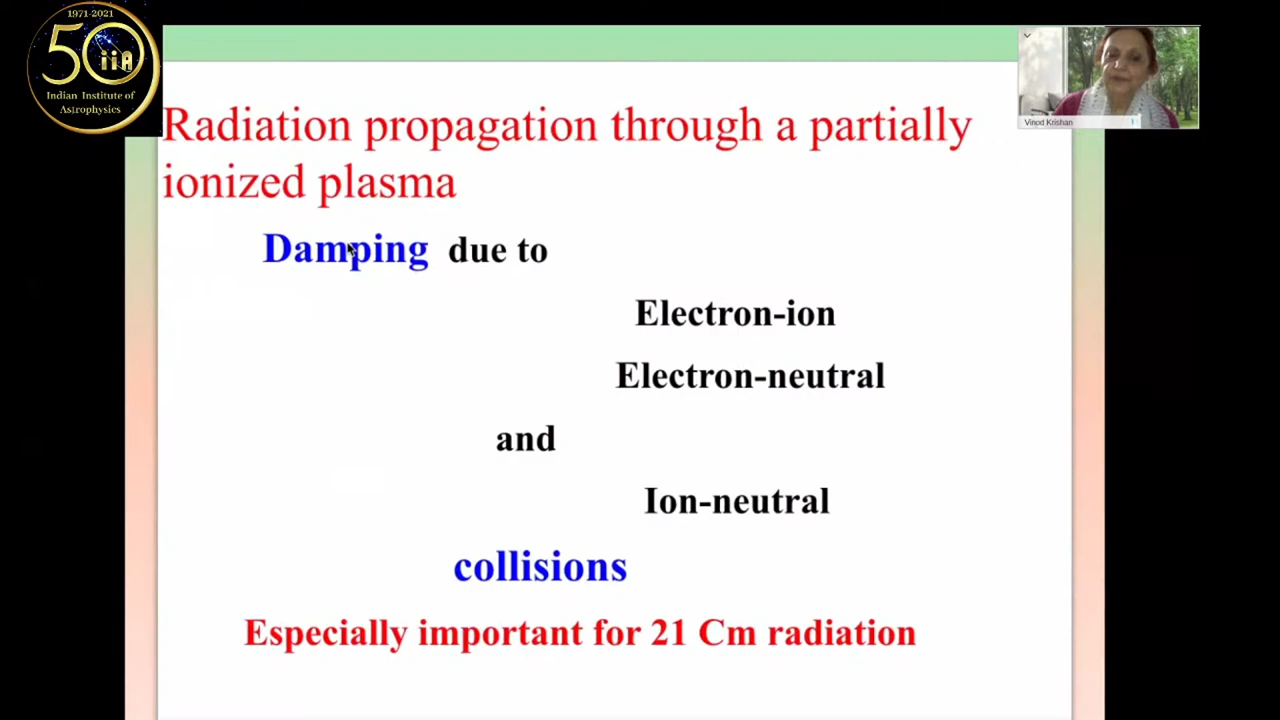 1971-2021
50
iiA
Indian Institute of
Astrophysics
Vinod Krishan
Radiation propagation through a partially
ionized plasma
Damping due to
Electron-ion
Electron-neutral
and
Ion-neutral
collisions
Especially important for 21 Cm radiation